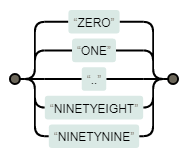 “ZERO”
“ONE”
“..”
“NINETYEIGHT”
“NINETYNINE”